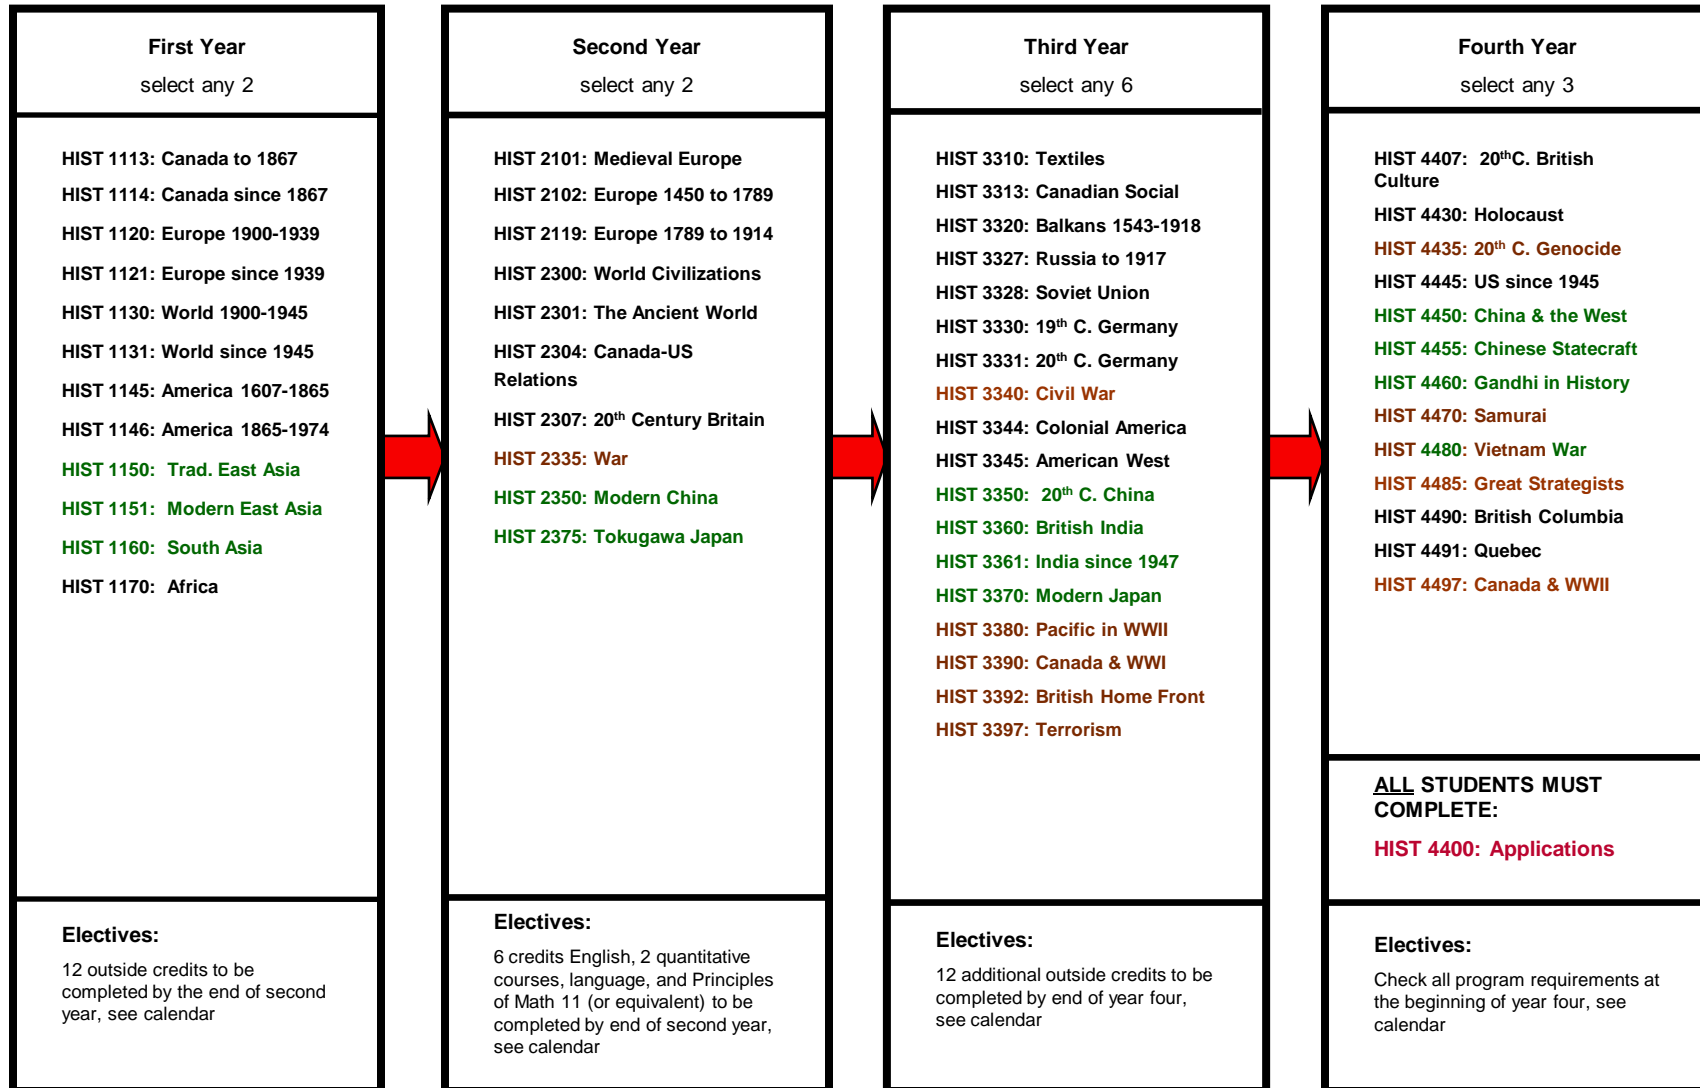 First Year
select any 2
HIST 1113: Canada to 1867
HIST 1114: Canada since 1867
HIST 1120: Europe 1900-1939
HIST 1121: Europe since 1939
HIST 1130: World 1900-1945
HIST 1131: World since 1945
HIST 1145: America 1607-1865
HIST 1146: America 1865-1974
HIST 1150: Trad. East Asia
HIST 1151: Modern East Asia
HIST 1160: South Asia
HIST 1170: Africa
Electives:
12 outside credits to be
completed by the end of second
year, see calendar
Second Year
select any 2
HIST 2101: Medieval Europe
HIST 2102: Europe 1450 to 1789
HIST 2119: Europe 1789 to 1914
HIST 2300: World Civilizations
HIST 2301: The Ancient World
HIST 2304: Canada-US
Relations
HIST 2307: 20th Century Britain
HIST 2335: War
HIST 2350: Modern China
HIST 2375: Tokugawa Japan
Electives:
6 credits English, 2 quantitative
courses, language, and Principles
of Math 11 (or equivalent) to be
completed by end of second year,
see calendar
Third Year
select any 6
HIST 3310: Textiles
HIST 3313: Canadian Social
HIST 3320: Balkans 1543-1918
HIST 3327: Russia to 1917
HIST 3328: Soviet Union
HIST 3330: 19th C. Germany
HIST 3331: 20th C. Germany
HIST 3340: Civil War
HIST 3344: Colonial America
HIST 3345: American West
HIST 3350: 20th C. China
HIST 3360: British India
HIST 3361: India since 1947
HIST 3370: Modern Japan
HIST 3380: Pacific in WWII
HIST 3390: Canada & WWI
HIST 3392: British Home Front
HIST 3397: Terrorism
Electives:
12 additional outside credits to be
completed by end of year four,
see calendar
Fourth Year
select any 3
HIST 4407: 20thC. British
Culture
HIST 4430: Holocaust
HIST 4435: 20th C. Genocide
HIST 4445: US since 1945
HIST 4450: China & the West
HIST 4455: Chinese Statecraft
HIST 4460: Gandhi in History
HIST 4470: Samurai
HIST 4480: Vietnam War
HIST 4485: Great Strategists
HIST 4490: British Columbia
HIST 4491: Quebec
HIST 4497: Canada & WWII
ALL STUDENTS MUST
COMPLETE:
HIST 4400: Applications
Electives:
Check all program requirements at
the beginning of year four, see
calendar